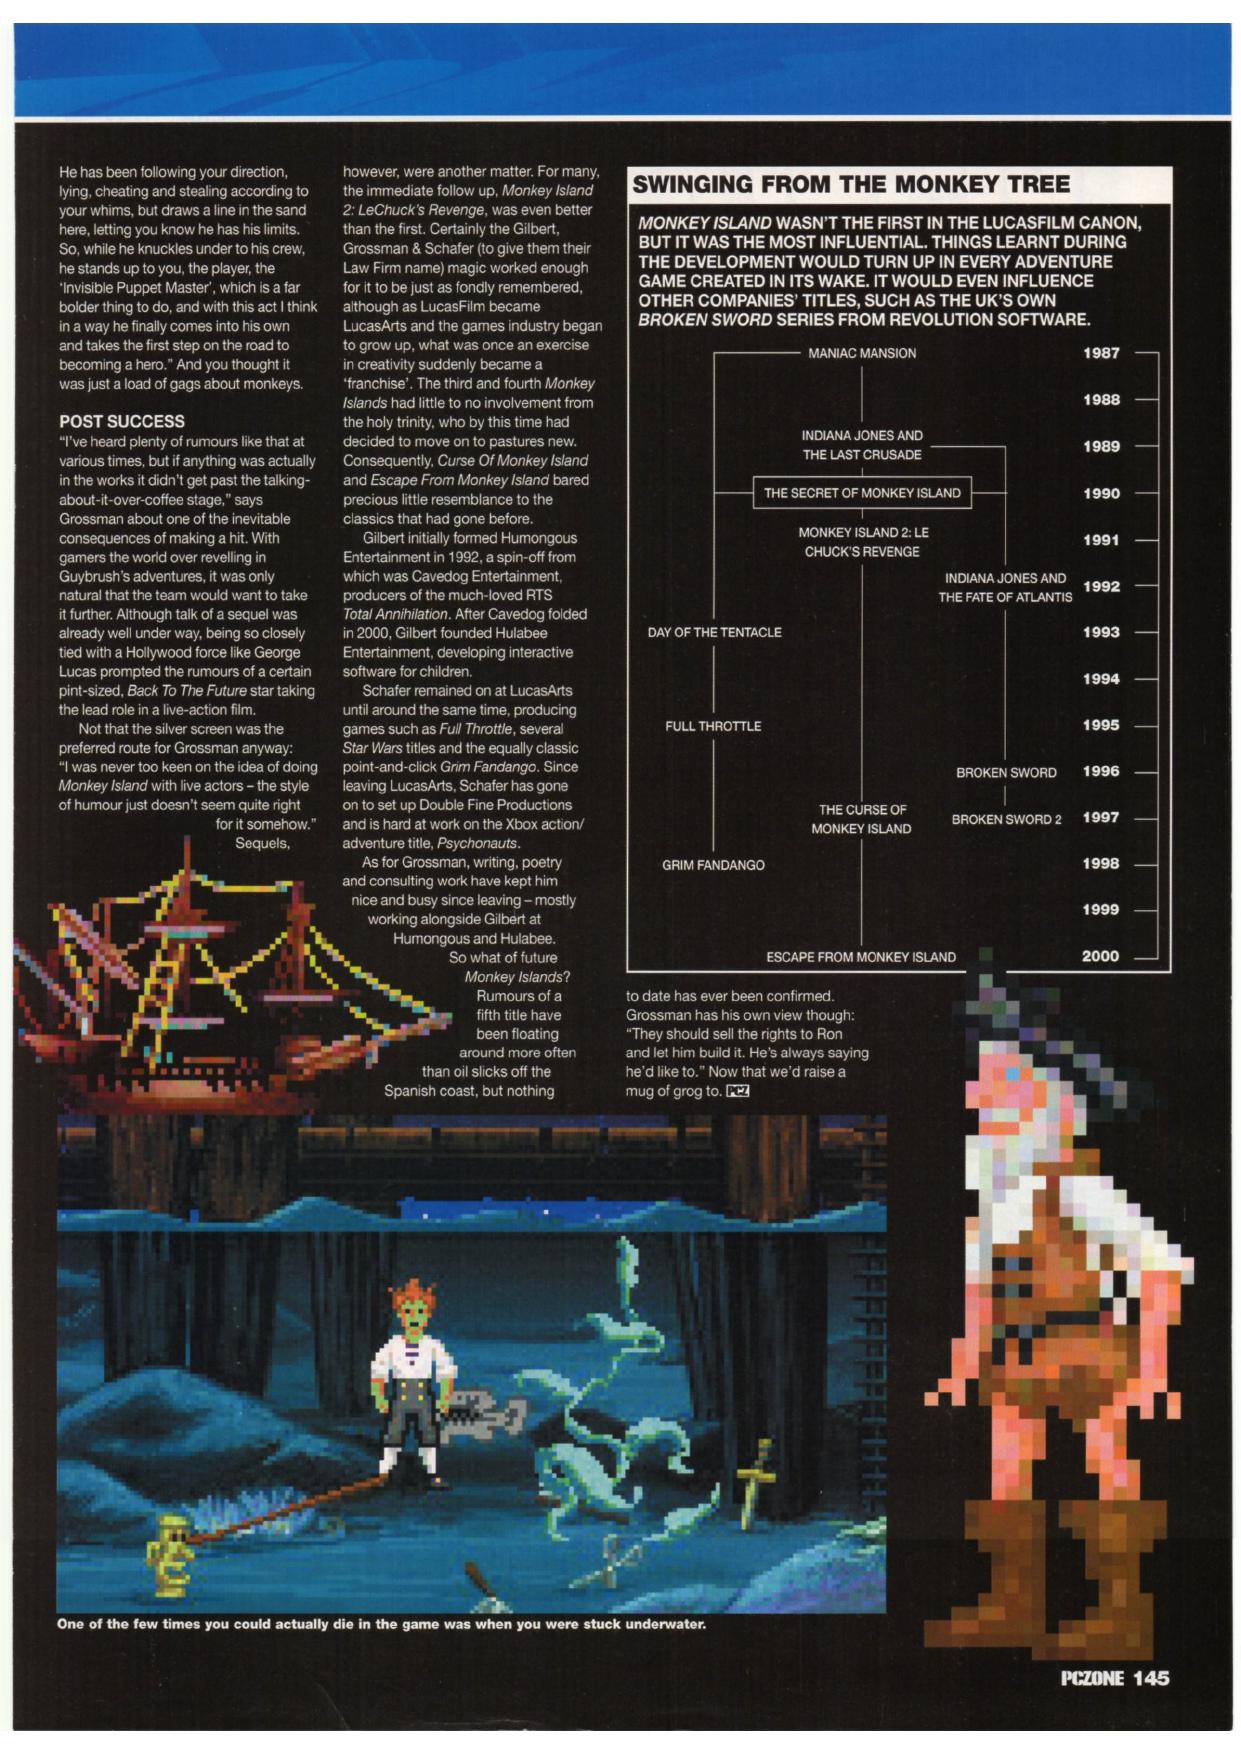 He has been following your direction,
lying, cheating and stealing according to
your whims, but draws a line in the sand
here, letting you know he has his limits.
So, while he knuckles under to his crew,
he stands up to you, the player, the
'Invisible Puppet Master', which is a far
bolder thing to do, and with this act I think
in a way he finally comes into his own
and takes the first step on the road to
becoming a hero." And you thought it
was just a load of gags about monkeys.
POST SUCCESS
"I've heard plenty of rumours like that at
various times, but if anything was actually
in the works it didn't get past the talking-
about-it-over-coffee stage," says
Grossman about one of the inevitable
consequences of making a hit. With
gamers the world over revelling in
Guybrush's adventures, it was only
natural that the team would want to take
it further. Although talk of a sequel was
already well under way, being so closely
tied with a Hollywood force like George
Lucas prompted the rumours of a certain
pint-sized, Back To The Future star taking
the lead role in a live-action film.
Not that the silver screen was the
preferred route for Grossman anyway:
"I was never too keen on the idea of doing
Monkey Island with live actors – the style
of humour just doesn't seem quite right
for it somehow."
Sequels,
however, were another matter. For many,
the immediate follow up, Monkey Island
2: LeChuck's Revenge, was even better
than the first. Certainly the Gilbert,
Grossman & Schafer (to give them their
Law Firm name) magic worked enough
for it to be just as fondly remembered,
although as LucasFilm became
LucasArts and the games industry began
to grow up, what was once an exercise
in creativity suddenly became a
'franchise'. The third and fourth Monkey
Islands had little to no involvement from
the holy trinity, who by this time had
decided to move on to pastures new.
Consequently, Curse Of Monkey Island
and Escape From Monkey Island bared
precious little resemblance to the
classics that had gone before.
Gilbert initially formed Humongous
Entertainment in 1992, a spin-off from
which was Cavedog Entertainment,
producers of the much-loved RTS
Total Annihilation. After Cavedog folded
in 2000, Gilbert founded Hulabee
Entertainment, developing interactive
software for children.
Schafer remained on at LucasArts
until around the same time, producing
games such as Full Throttle, several
Star Wars titles and the equally classic
point-and-click Grim Fandango. Since
leaving LucasArts, Schafer has gone
on to set up Double Fine Productions
and is hard at work on the Xbox action/
adventure title, Psychonauts.
As for Grossman, writing, poetry
and consulting work have kept him
nice and busy since leaving – mostly
working alongside Gilbert at
Humongous and Hulabee.
So what of future
Monkey Islands?
Rumours of a
fifth title have
been floating
around more often
than oil slicks off the
Spanish coast, but nothing
to date has ever been confirmed.
Grossman has his own view though:
"They should sell the rights to Ron
and let him build it. He's always saying
he'd like to." Now that we'd raise a
mug of grog to. PCZ
SWINGING FROM THE MONKEY TREE
MONKEY ISLAND WASN'T THE FIRST IN THE LUCASFILM CANON,
BUT IT WAS THE MOST INFLUENTIAL. THINGS LEARNT DURING
THE DEVELOPMENT WOULD TURN UP IN EVERY ADVENTURE
GAME CREATED IN ITS WAKE. IT WOULD EVEN INFLUENCE
OTHER COMPANIES' TITLES, SUCH AS THE UK'S OWN
BROKEN SWORD SERIES FROM REVOLUTION SOFTWARE.
MANIAC MANSION 1987
1988
INDIANA JONES AND
THE LAST CRUSADE 1989
THE SECRET OF MONKEY ISLAND 1990
MONKEY ISLAND 2: LE
CHUCK'S REVENGE 1991
INDIANA JONES AND
THE FATE OF ATLANTIS 1992
DAY OF THE TENTACLE 1993
1994
FULL THROTTLE 1995
BROKEN SWORD 1996
THE CURSE OF
MONKEY ISLAND BROKEN SWORD 2 1997
GRIM FANDANGO 1998
1999
ESCAPE FROM MONKEY ISLAND 2000
One of the few times you could actually die in the game was when you were stuck underwater.
PCZONE 145